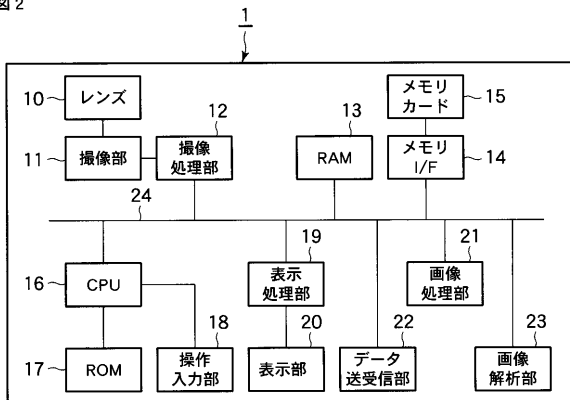 図2
1
10
レンズ
11
撮像部
12
撮像
処理部
13
RAM
メモリ
カード
15
メモリ
I/F
14
24
16
CPU
17
ROM
18
操作
入力部
19
表示
処理部
20
表示部
21
画像
処理部
22
データ
送受信部
23
画像
解析部